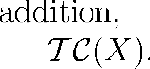 addition,
𝒯𝒞(X).